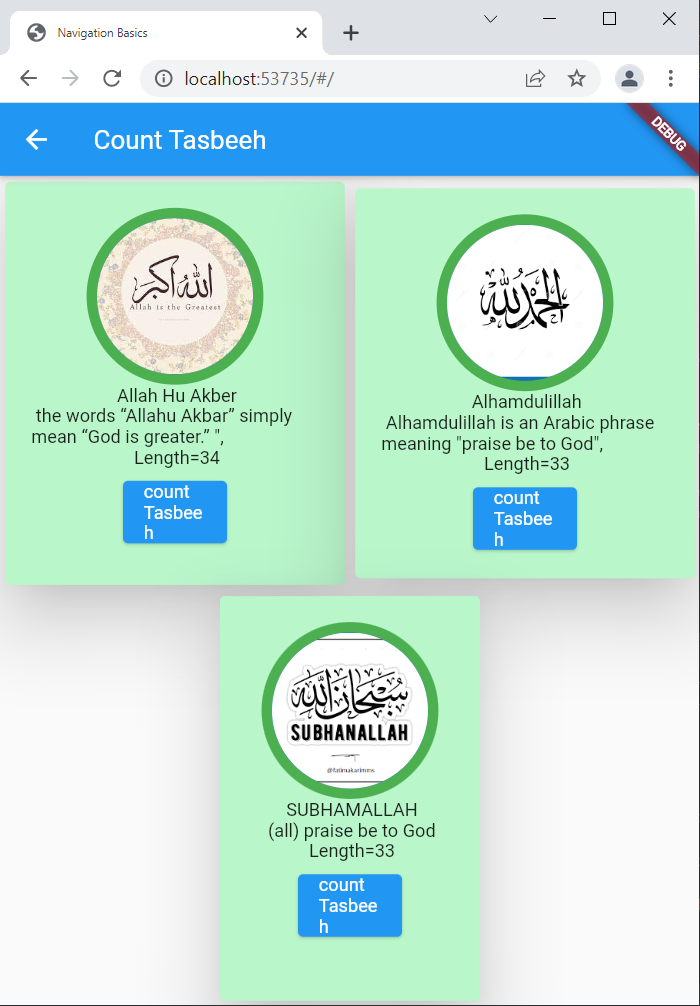 Navigation Basics
localhost:53735/#/
Count Tasbeeh
DEBUG
الله اكبر
Allah is the Greatest
Allah Hu Akber
the words “Allahu Akbar” simply
mean “God is greater.” ",
Length=34
count
Tasbee
h
الحمد لله
Alhamdulillah
Alhamdulillah is an Arabic phrase
meaning "praise be to God",
Length=33
count
Tasbee
h
سبحان الله
SUBHANALLAH
@fatimakarimms
SUBHAMALLAH
(all) praise be to God
Length=33
count
Tasbee
h